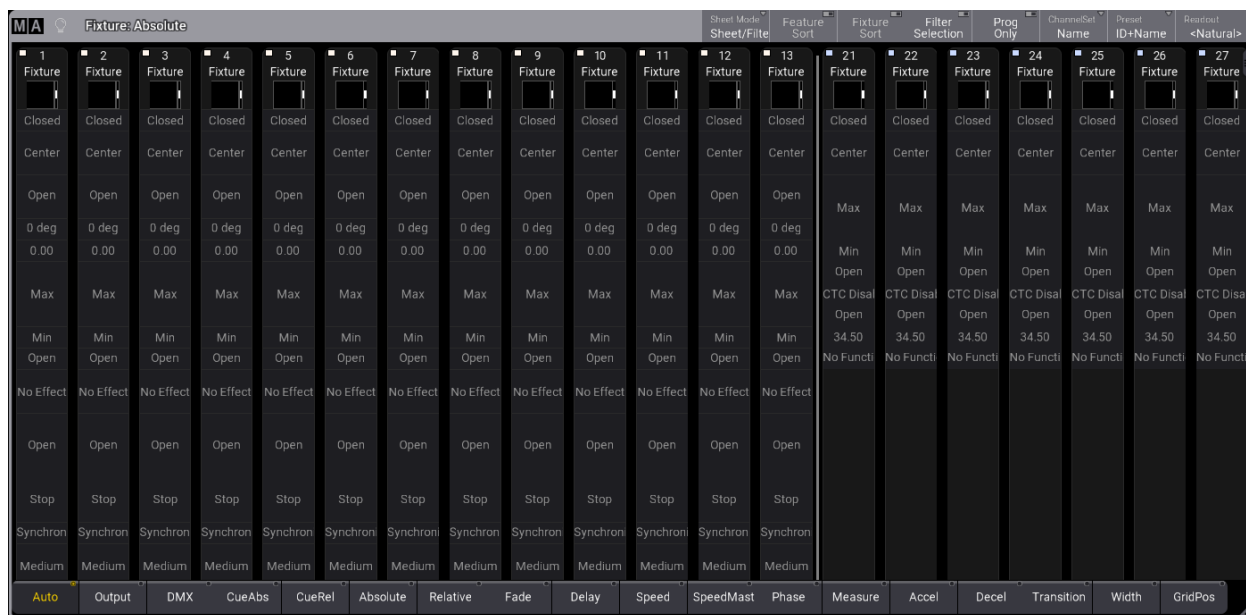 MA Fixture: Absolute
Sheet Mode Feature Fixture Filter Prog ChannelSet Preset Readout
Sheet/Filte Sort Sort Selection Only Name ID+Name <Natural>
1 2 3 4 5 6 7 8 9 10 11 12 13 21 22 23 24 25 26 27
Fixture Fixture Fixture Fixture Fixture Fixture Fixture Fixture Fixture Fixture Fixture Fixture Fixture Fixture Fixture Fixture Fixture Fixture Fixture Fixture
Closed Closed Closed Closed Closed Closed Closed Closed Closed Closed Closed Closed Closed Closed Closed Closed Closed Closed Closed Closed
Center Center Center Center Center Center Center Center Center Center Center Center Center Center Center Center Center Center Center Center
Open Open Open Open Open Open Open Open Open Open Open Open Open
Max Max Max Max Max Max Max
0 deg 0 deg 0 deg 0 deg 0 deg 0 deg 0 deg 0 deg 0 deg 0 deg 0 deg 0 deg 0 deg
0.00 0.00 0.00 0.00 0.00 0.00 0.00 0.00 0.00 0.00 0.00 0.00 0.00 Min Min Min Min Min Min Min
Open Open Open Open Open Open Open
Max Max Max Max Max Max Max Max Max Max Max Max Max CTC Disal CTC Disal CTC Disal CTC Disal CTC Disal CTC Disal CTC Disa
Open Open Open Open Open Open Open
Min Min Min Min Min Min Min Min Min Min Min Min Min 34.50 34.50 34.50 34.50 34.50 34.50 34.50
Open Open Open Open Open Open Open Open Open Open Open Open Open No Functi No Functi No Functi No Functi No Functi No Functi No Functi
No Effect No Effect No Effect No Effect No Effect No Effect No Effect No Effect No Effect No Effect No Effect No Effect No Effect
Open Open Open Open Open Open Open Open Open Open Open Open Open
Stop Stop Stop Stop Stop Stop Stop Stop Stop Stop Stop Stop Stop
Synchron Synchron Synchron Synchron Synchron Synchron Synchroni Synchron Synchron Synchron Synchroni Synchron Synchron
Medium Medium Medium Medium Medium Medium Medium Medium Medium Medium Medium Medium Medium
Auto Output DMX CueAbs CueRel Absolute Relative Fade Delay Speed SpeedMast Phase Measure Accel Decel Transition Width GridPos